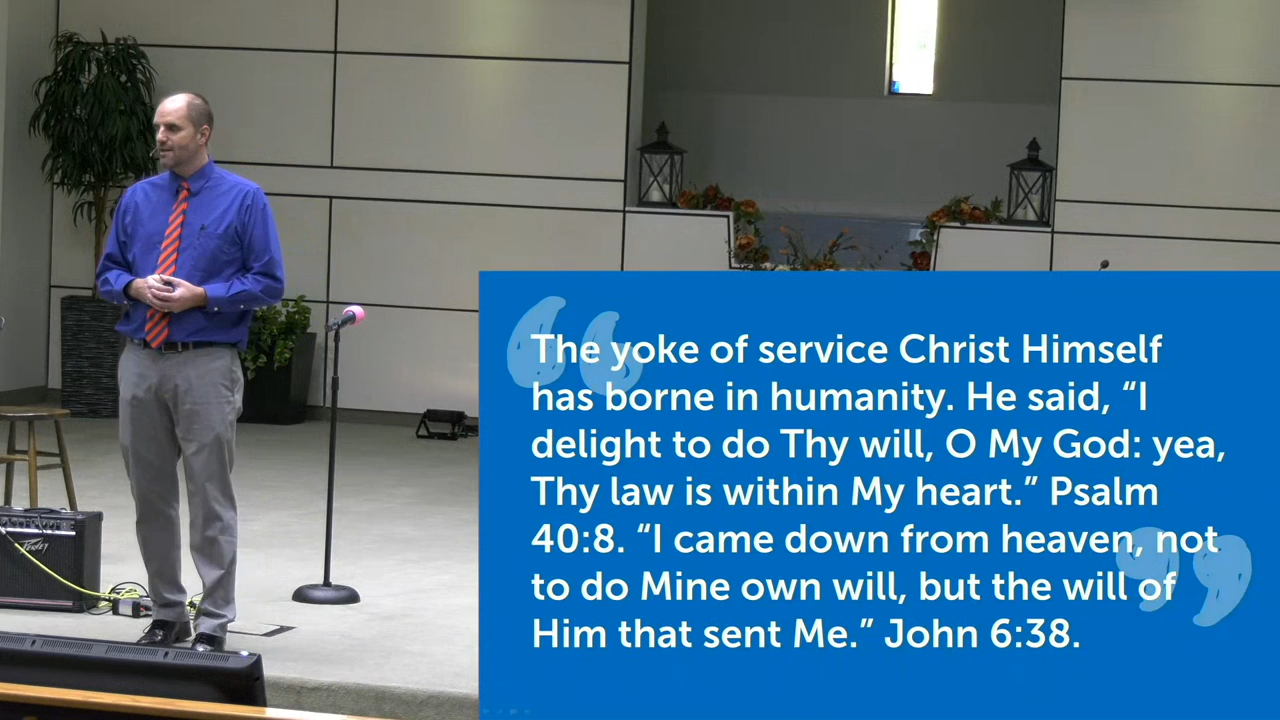 The yoke of service Christ Himself
has borne in humanity. He said, “I
delight to do Thy will, O My God: yea,
Thy law is within My heart.” Psalm
40:8. “I came down from heaven, not
to do Mine own will, but the will of
Him that sent Me.” John 6:38.
Peavey